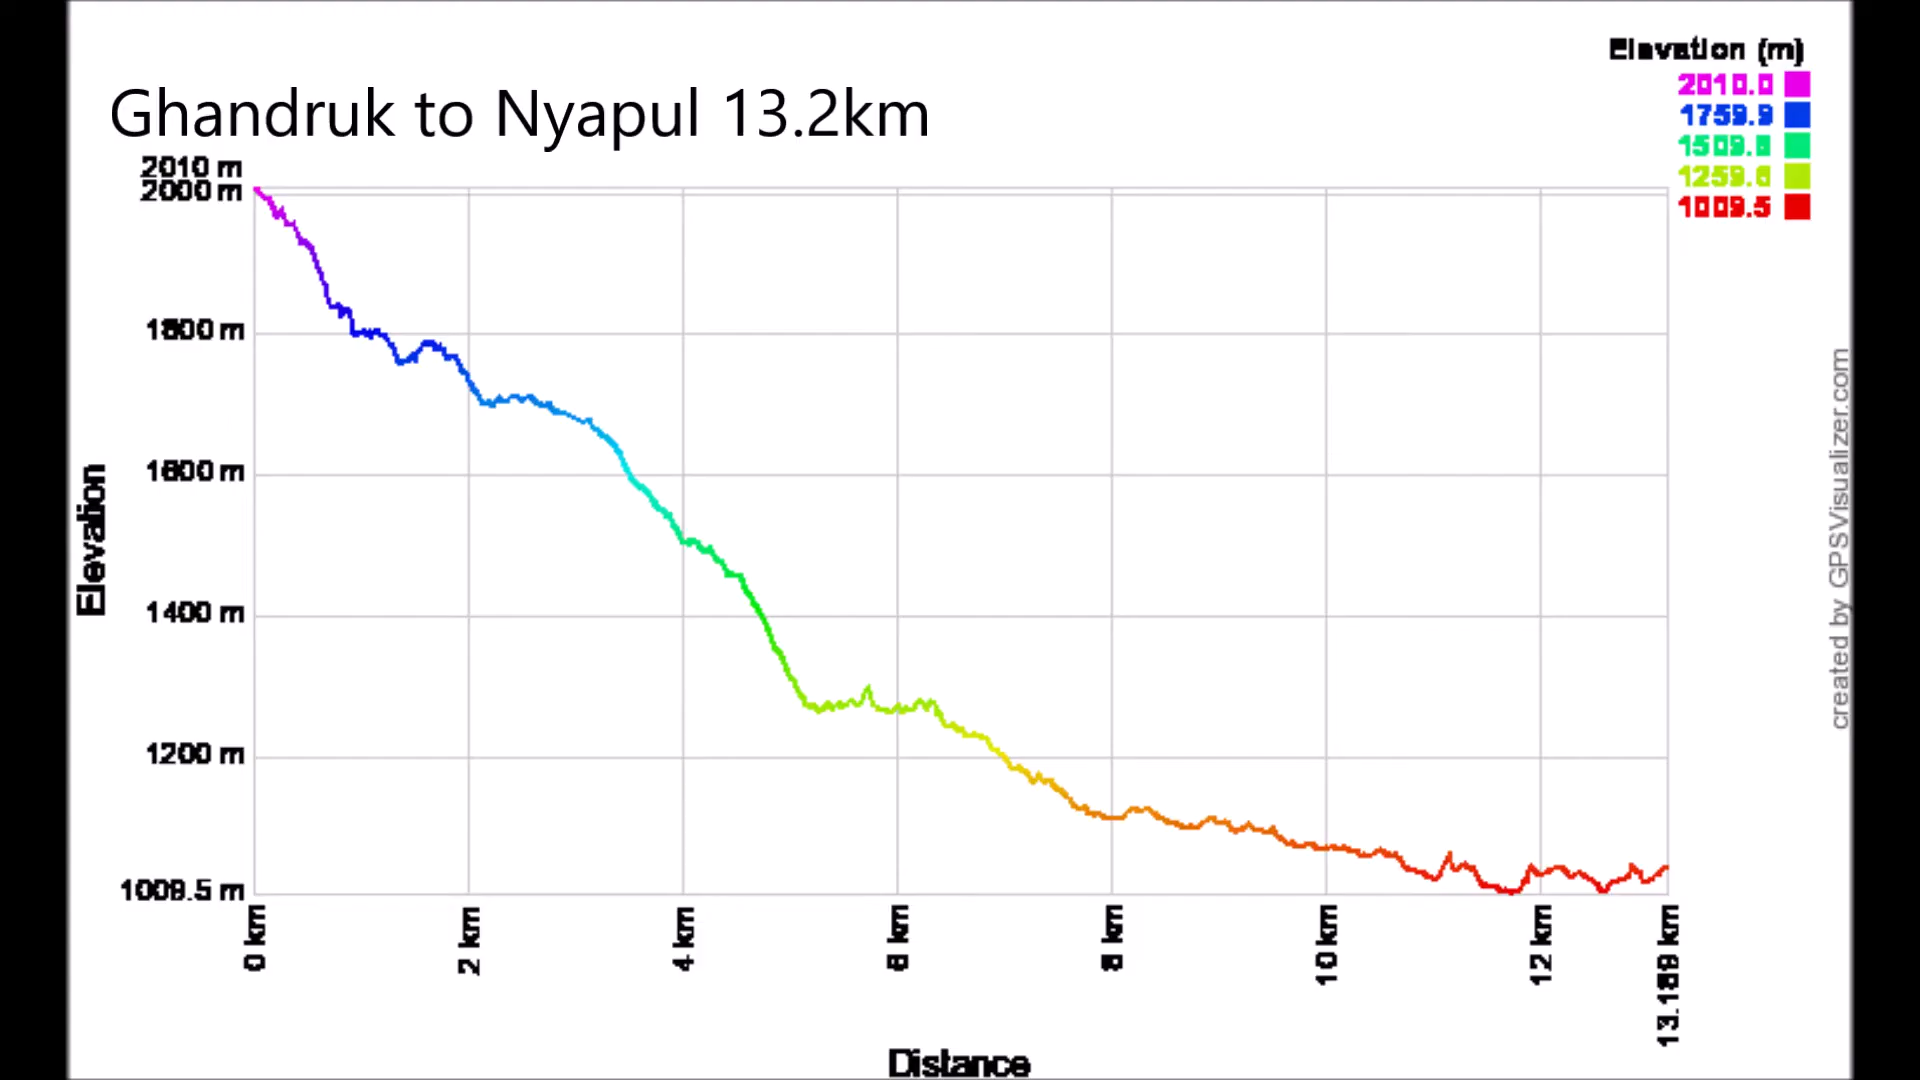 Elevation (m)
2010.0
1759.9
1509.8
1259.6
1009.5
Ghandruk to Nyapul 13.2km
2010 m
2000 m
1800 m
1600 m
1400 m
1200 m
1009.5 m
Elevation
0 km
2 km
4 km
6 km
8 km
10 km
12 km
13.189 km
Distance
created by GPSVisualizer.com